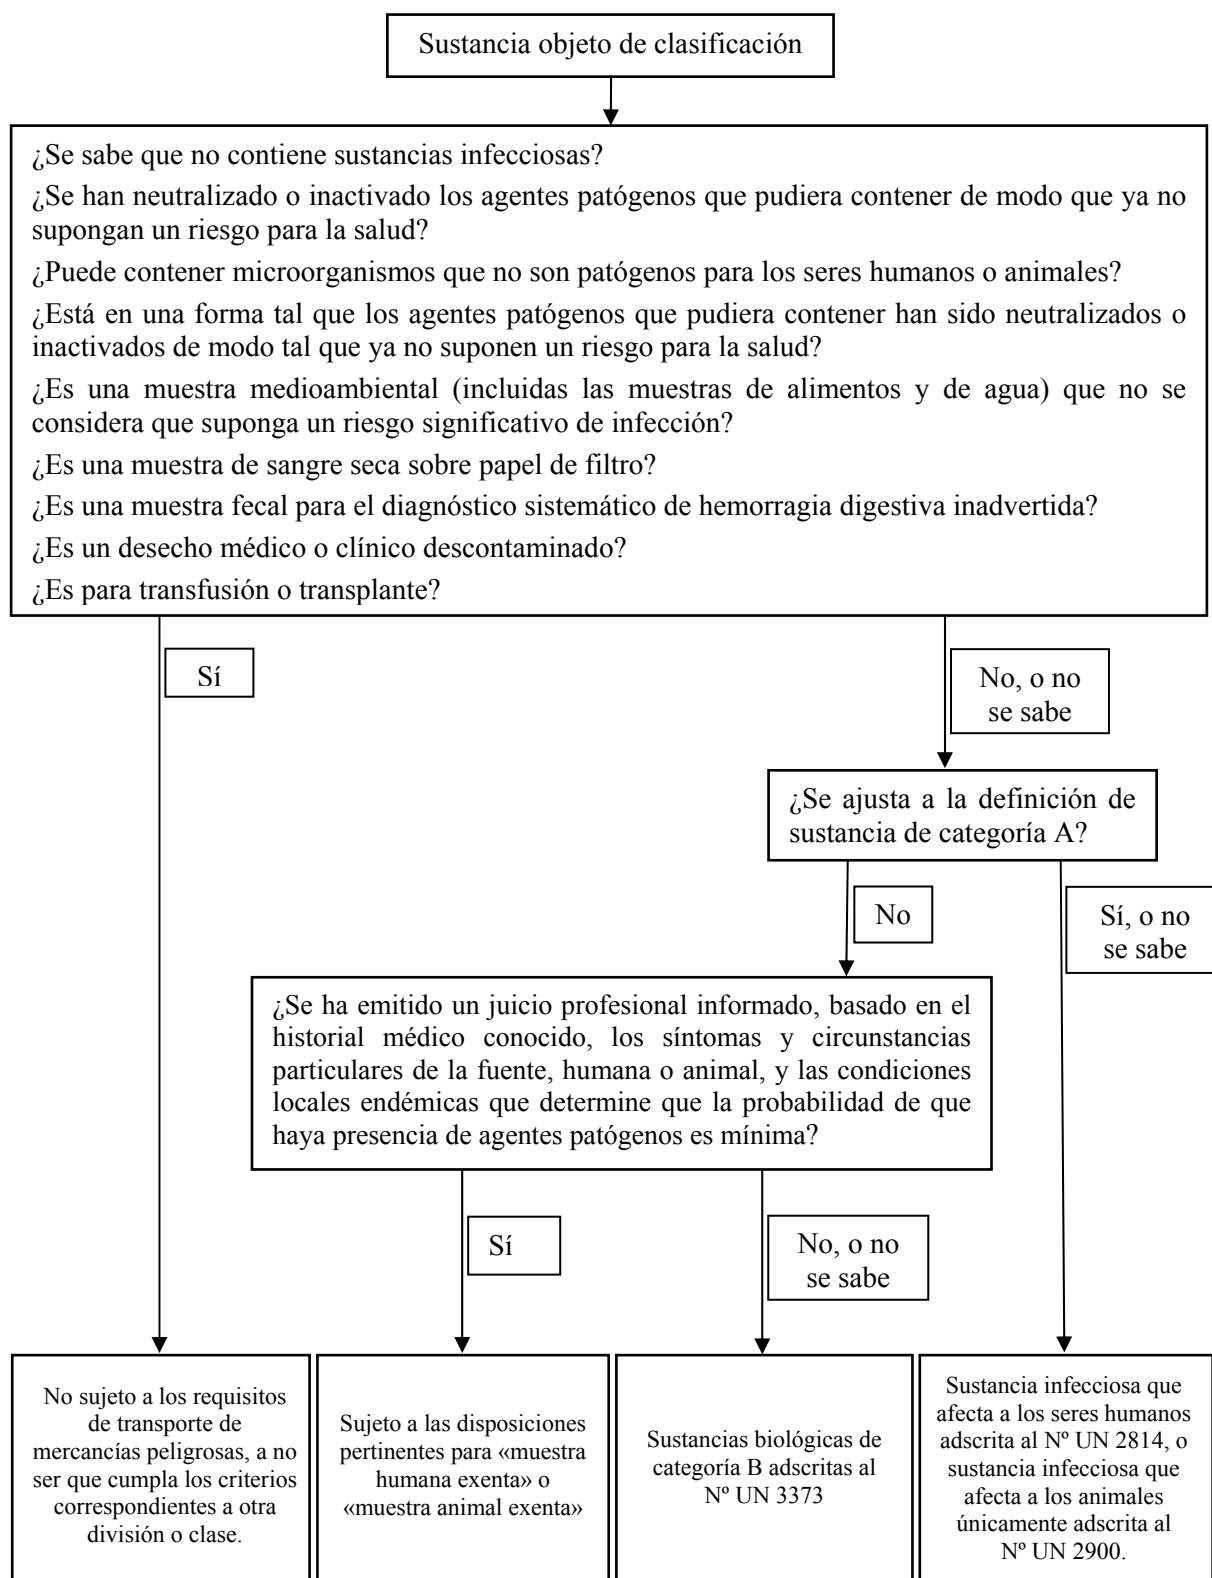 Sustancia objeto de clasificación
¿Se sabe que no contiene sustancias infecciosas?
¿Se han neutralizado o inactivado los agentes patógenos que pudiera contener de modo que ya no
supongan un riesgo para la salud?
¿Puede contener microorganismos que no son patógenos para los seres humanos o animales?
¿Está en una forma tal que los agentes patógenos que pudiera contener han sido neutralizados o
inactivados de modo tal que ya no suponen un riesgo para la salud?
¿Es una muestra medioambiental (incluidas las muestras de alimentos y de agua) que no se
considera que suponga un riesgo significativo de infección?
¿Es una muestra de sangre seca sobre papel de filtro?
¿Es una muestra fecal para el diagnóstico sistemático de hemorragia digestiva inadvertida?
¿Es un desecho médico o clínico descontaminado?
¿Es para transfusión o transplante?
Sí
No, o no
se sabe
¿Se ajusta a la definición de
sustancia de categoría A?
No
Sí, o no
se sabe
¿Se ha emitido un juicio profesional informado, basado en el
historial médico conocido, los síntomas y circunstancias
particulares de la fuente, humana o animal, y las condiciones
locales endémicas que determine que la probabilidad de que
haya presencia de agentes patógenos es mínima?
Sí
No, o no
se sabe
No sujeto a los requisitos
de transporte de
mercancías peligrosas, a no
ser que cumpla los criterios
correspondientes a otra
división o clase.
Sujeto a las disposiciones
pertinentes para «muestra
humana exenta» o
«muestra animal exenta»
Sustancias biológicas de
categoría B adscritas al
Nº UN 3373
Sustancia infecciosa que
afecta a los seres humanos
adscrita al Nº UN 2814, o
sustancia infecciosa que
afecta a los animales
únicamente adscrita al
Nº UN 2900.